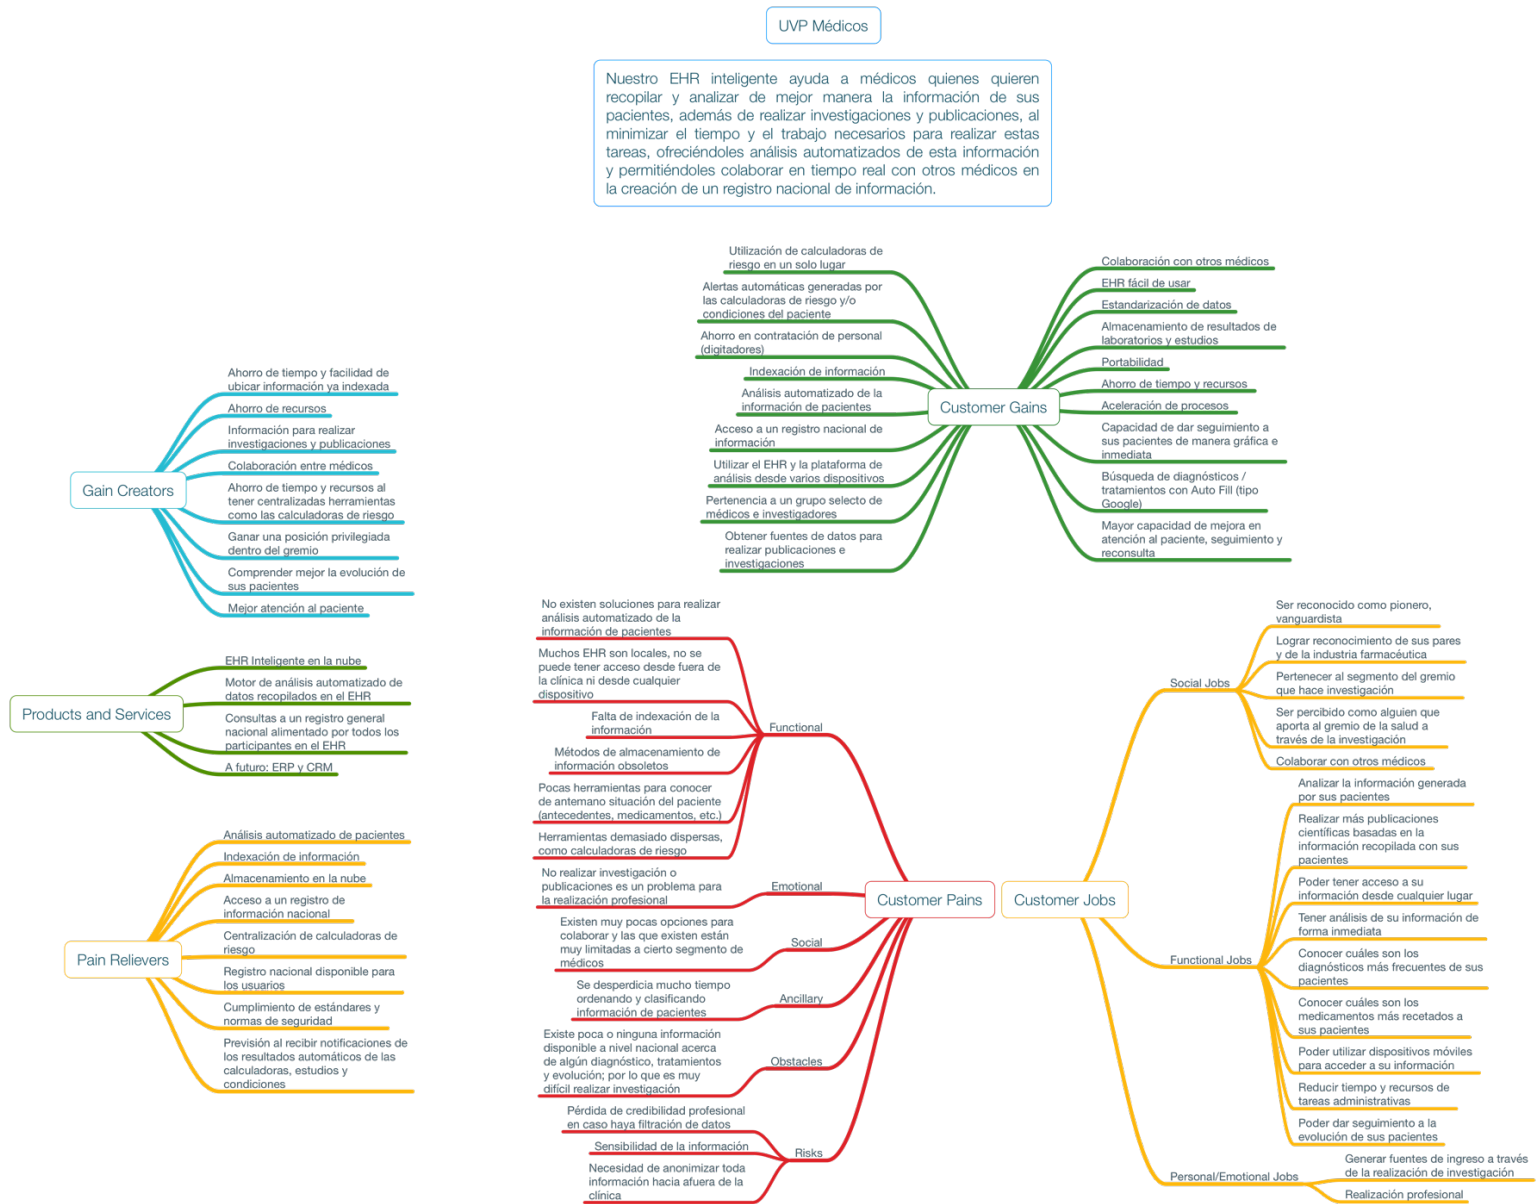 UVP Médicos
Nuestro EHR inteligente ayuda a médicos quienes quieren
recopilar y analizar de mejor manera la información de sus
pacientes, además de realizar investigaciones y publicaciones, al
minimizar el tiempo y el trabajo necesarios para realizar estas
tareas, ofreciéndoles análisis automatizados de esta información
y permitiéndoles colaborar en tiempo real con otros médicos en
la creación de un registro nacional de información.
Customer Gains
Utilización de calculadoras de
riesgo en un solo lugar
Alertas automáticas generadas por
las calculadoras de riesgo y/o
condiciones del paciente
Ahorro en contratación de personal
(digitadores)
Indexación de información
Análisis automatizado de la
información de pacientes
Acceso a un registro nacional de
información
Utilizar el EHR y la plataforma de
análisis desde varios dispositivos
Pertenencia a un grupo selecto de
médicos e investigadores
Obtener fuentes de datos para
realizar publicaciones e
investigaciones
Colaboración con otros médicos
EHR fácil de usar
Estandarización de datos
Almacenamiento de resultados de
laboratorios y estudios
Portabilidad
Ahorro de tiempo y recursos
Aceleración de procesos
Capacidad de dar seguimiento a
sus pacientes de manera gráfica e
inmediata
Búsqueda de diagnósticos /
tratamientos con Auto Fill (tipo
Google)
Mayor capacidad de mejora en
atención al paciente, seguimiento y
reconsulta
Gain Creators
Ahorro de tiempo y facilidad de
ubicar información ya indexada
Ahorro de recursos
Información para realizar
investigaciones y publicaciones
Colaboración entre médicos
Ahorro de tiempo y recursos al
tener centralizadas herramientas
como las calculadoras de riesgo
Ganar una posición privilegiada
dentro del gremio
Comprender mejor la evolución de
sus pacientes
Mejor atención al paciente
Products and Services
EHR Inteligente en la nube
Motor de análisis automatizado de
datos recopilados en el EHR
Consultas a un registro general
nacional alimentado por todos los
participantes en el EHR
A futuro: ERP y CRM
Pain Relievers
Análisis automatizado de pacientes
Indexación de información
Almacenamiento en la nube
Acceso a un registro de
información nacional
Centralización de calculadoras de
riesgo
Registro nacional disponible para
los usuarios
Cumplimiento de estándares y
normas de seguridad
Previsión al recibir notificaciones de
los resultados automáticos de las
calculadoras, estudios y
condiciones
Customer Pains
Functional
No existen soluciones para realizar
análisis automatizado de la
información de pacientes
Muchos EHR son locales, no se
puede tener acceso desde fuera de
la clínica ni desde cualquier
dispositivo
Falta de indexación de la
información
Métodos de almacenamiento de
información obsoletos
Pocas herramientas para conocer
de antemano situación del paciente
(antecedentes, medicamentos, etc.)
Herramientas demasiado dispersas,
como calculadoras de riesgo
Emotional
No realizar investigación o
publicaciones es un problema para
la realización profesional
Social
Existen muy pocas opciones para
colaborar y las que existen están
muy limitadas a cierto segmento de
médicos
Ancillary
Se desperdicia mucho tiempo
ordenando y clasificando
información de pacientes
Obstacles
Existe poca o ninguna información
disponible a nivel nacional acerca
de algún diagnóstico, tratamientos
y evolución; por lo que es muy
difícil realizar investigación
Risks
Pérdida de credibilidad profesional
en caso haya filtración de datos
Sensibilidad de la información
Necesidad de anonimizar toda
información hacia afuera de la
clínica
Customer Jobs
Social Jobs
Ser reconocido como pionero,
vanguardista
Lograr reconocimiento de sus pares
y de la industria farmacéutica
Pertenecer al segmento del gremio
que hace investigación
Ser percibido como alguien que
aporta al gremio de la salud a
través de la investigación
Colaborar con otros médicos
Functional Jobs
Analizar la información generada
por sus pacientes
Realizar más publicaciones
científicas basadas en la
información recopilada con sus
pacientes
Poder tener acceso a su
información desde cualquier lugar
Tener análisis de su información de
forma inmediata
Conocer cuáles son los
diagnósticos más frecuentes de sus
pacientes
Conocer cuáles son los
medicamentos más recetados a
sus pacientes
Poder utilizar dispositivos móviles
para acceder a su información
Reducir tiempo y recursos de
tareas administrativas
Poder dar seguimiento a la
evolución de sus pacientes
Personal/Emotional Jobs
Generar fuentes de ingreso a través
de la realización de investigación
Realización profesional